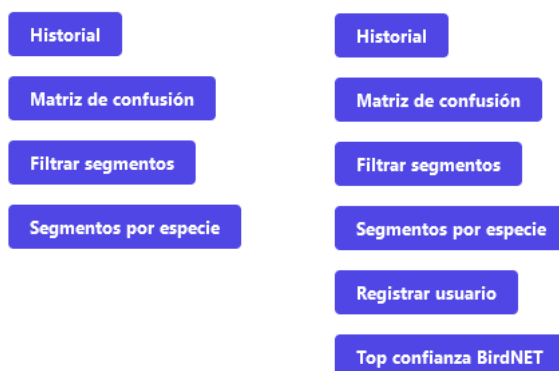 Historial
Matriz de confusión
Filtrar segmentos
Segmentos por especie
Historial
Matriz de confusión
Filtrar segmentos
Segmentos por especie
Registrar usuario
Top confianza BirdNET